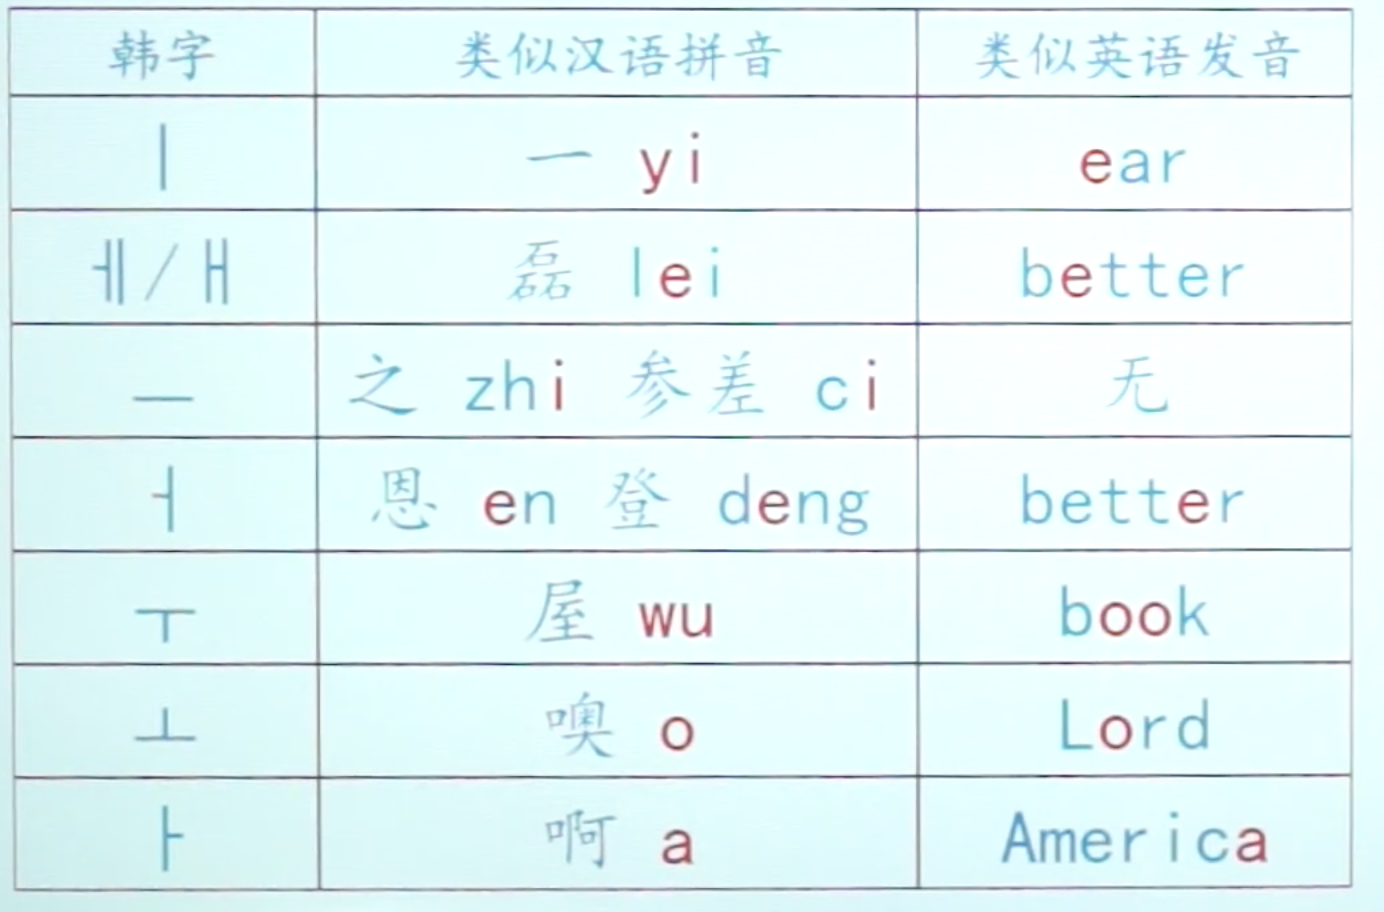 韩字 类似汉语拼音 类似英语发音
ㅣ 一 yi ear
ㅔ/ㅐ 磊 lei better
ㅡ 之 zhi 参差 ci 无
ㅓ 恩 en 登 deng better
ㅜ 屋 wu book
ㅗ 噢 o Lord
ㅏ 啊 a America